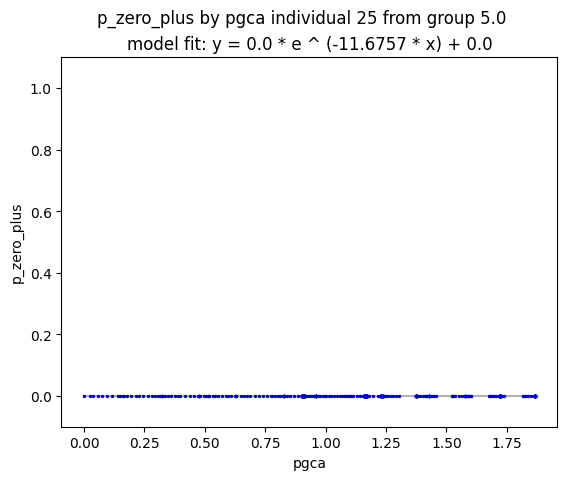 p_zero_plus by pgca individual 25 from group 5.0
model fit: y = 0.0 * e ^ (-11.6757 * x) + 0.0
1.0
0.8
0.6
0.4
0.2
0.0
p_zero_plus
0.00 0.25 0.50 0.75 1.00 1.25 1.50 1.75
pgca